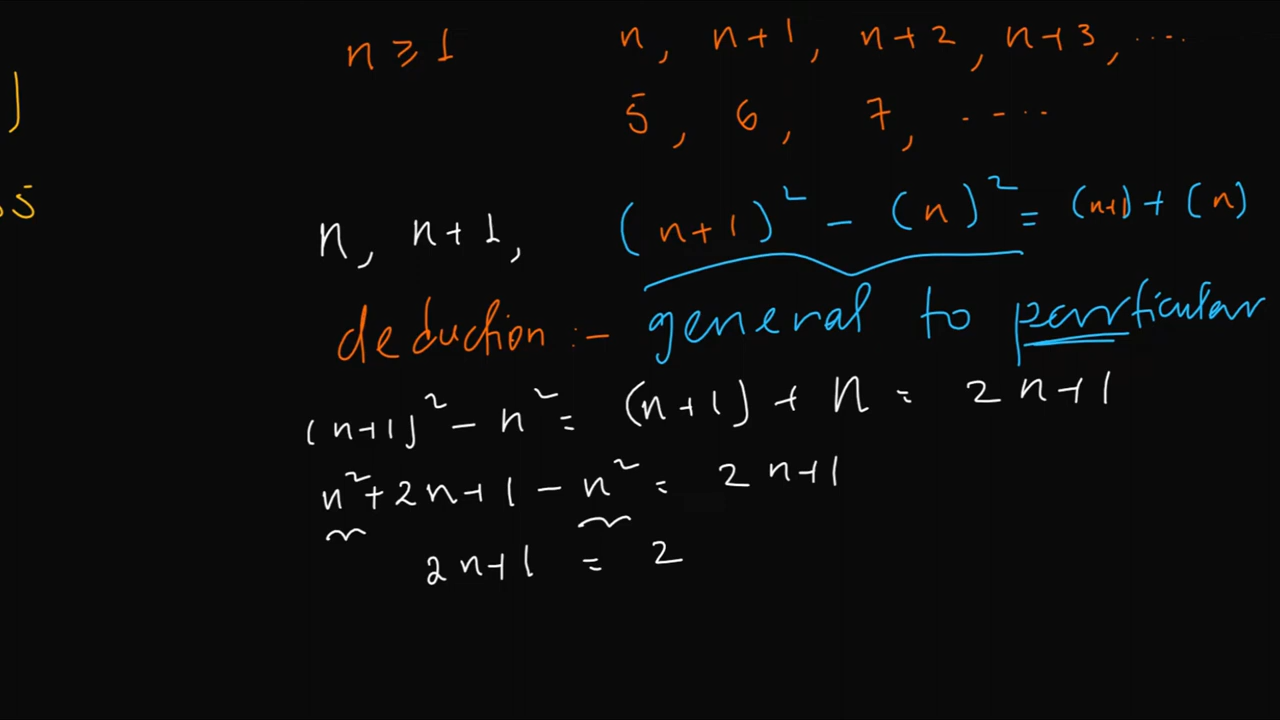 n ≥ 1 n, n+1, n+2, n+3, ....
5, 6, 7, ....
n, n+1, (n+1)² - (n)² = (n+1) + (n)
deduction :- general to particular
(n+1)² - n² = (n+1) + n = 2n+1
n² + 2n+1 - n² = 2n+1
2n+1 = 2